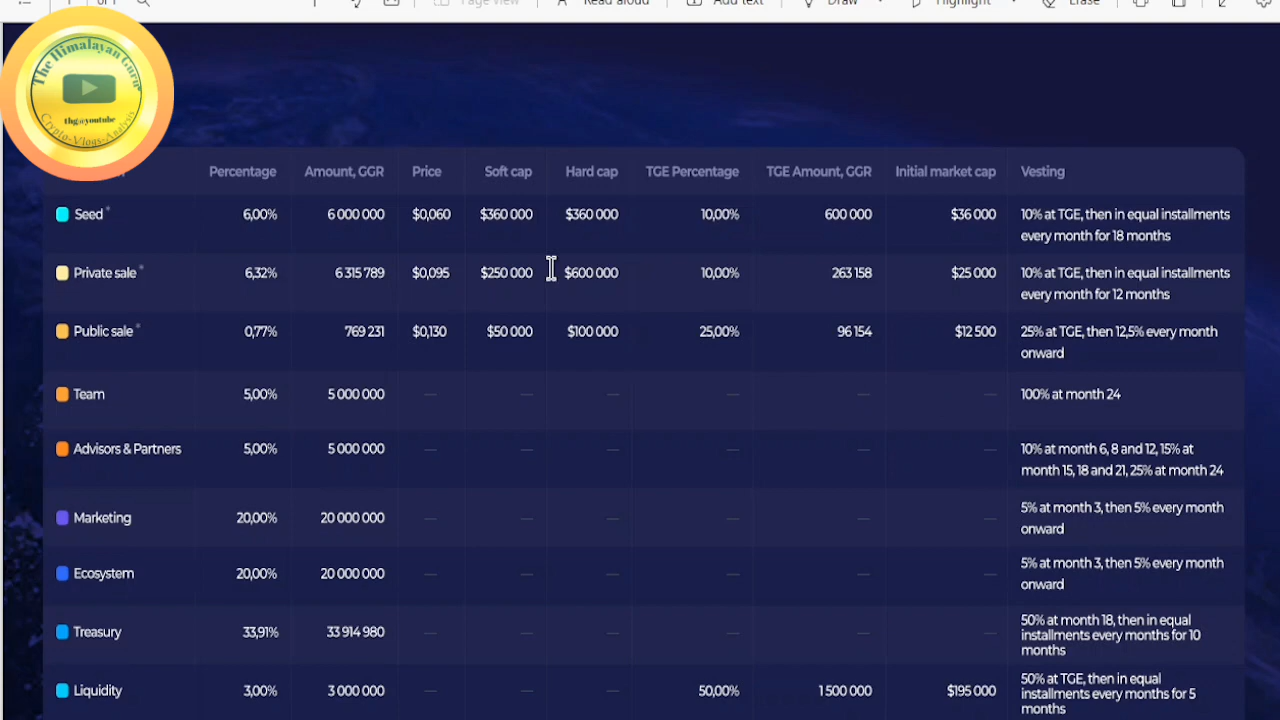 Page view
Read aloud
Add text
Draw
Highlight
Erase
The Himalayan Guru
thg@youtube
Crypto-Vlogs-Analysis
Percentage Amount, GGR Price Soft cap Hard cap TGE Percentage TGE Amount, GGR Initial market cap Vesting
Seed * 6,00% 6 000 000 $0,060 $360 000 $360 000 10,00% 600 000 $36 000 10% at TGE, then in equal installments
every month for 18 months
Private sale * 6,32% 6 315 789 $0,095 $250 000 $600 000 10,00% 263 158 $25 000 10% at TGE, then in equal installments
every month for 12 months
Public sale * 0,77% 769 231 $0,130 $50 000 $100 000 25,00% 96 154 $12 500 25% at TGE, then 12,5% every month
onward
Team 5,00% 5 000 000 — — — — — — 100% at month 24
Advisors & Partners 5,00% 5 000 000 — — — — — — 10% at month 6, 8 and 12, 15% at
month 15, 18 and 21, 25% at month 24
Marketing 20,00% 20 000 000 — — — — — — 5% at month 3, then 5% every month
onward
Ecosystem 20,00% 20 000 000 — — — — — — 5% at month 3, then 5% every month
onward
Treasury 33,91% 33 914 980 — — — — — — 50% at month 18, then in equal
installments every months for 10
months
Liquidity 3,00% 3 000 000 — — — 50,00% 1 500 000 $195 000 50% at TGE, then in equal
installments every months for 5
months